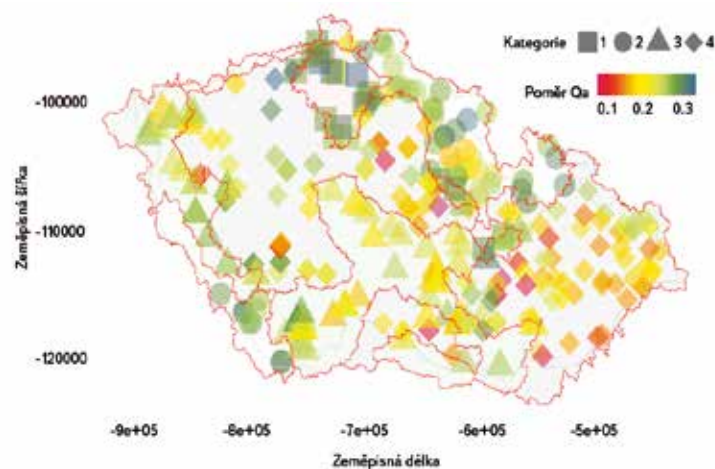 Kategorie 1 2 3 4
Poměr Qa
0.1 0.2 0.3
Zeměpisná šířka
-100000
-110000
-120000
-9e+05 -8e+05 -7e+05 -6e+05 -5e+05
Zeměpisná délka